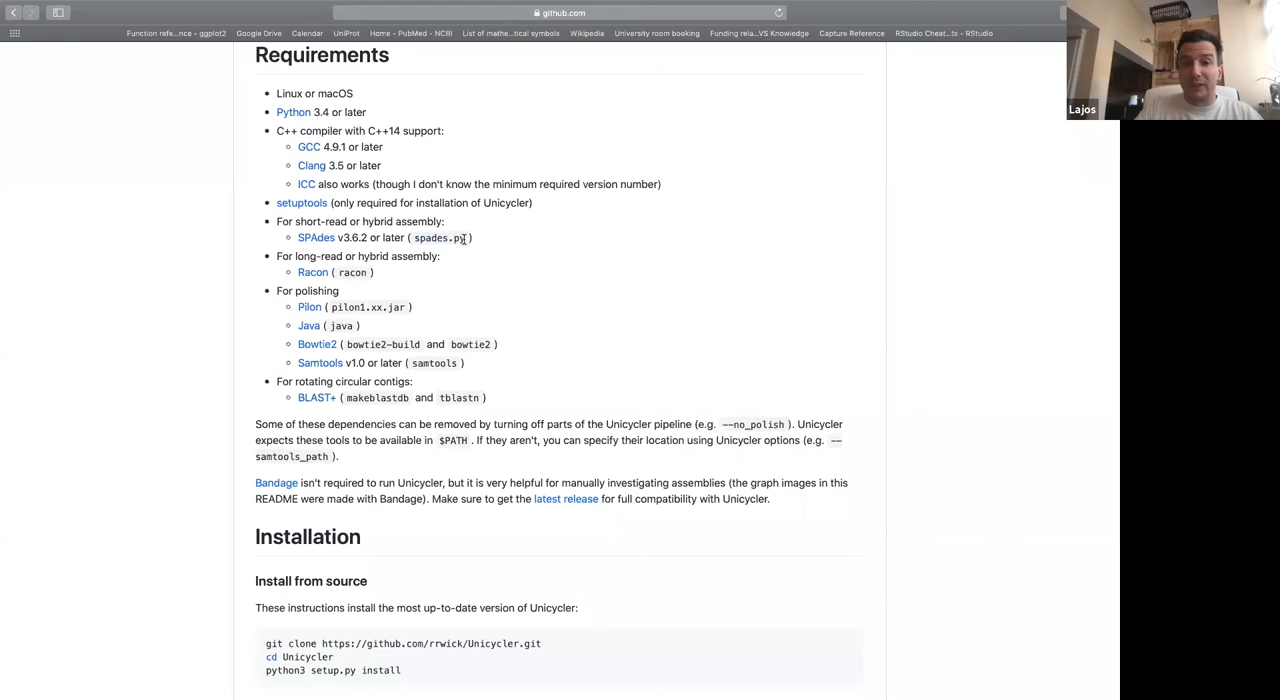 github.com
Function refe...nce - ggplot2
Google Drive
Calendar
UniProt
Home - PubMed - NCBI
List of mathe...tical symbols
Wikipedia
University room booking
Funding rela...VS Knowledge
Capture Reference
RStudio Cheat...ts - RStudio
Lajos
Requirements
• Linux or macOS
• Python 3.4 or later
• C++ compiler with C++14 support:
◦ GCC 4.9.1 or later
◦ Clang 3.5 or later
◦ ICC also works (though I don't know the minimum required version number)
• setuptools (only required for installation of Unicycler)
• For short-read or hybrid assembly:
◦ SPAdes v3.6.2 or later ( spades.py )
• For long-read or hybrid assembly:
◦ Racon ( racon )
• For polishing
◦ Pilon ( pilon1.xx.jar )
◦ Java ( java )
◦ Bowtie2 ( bowtie2-build and bowtie2 )
◦ Samtools v1.0 or later ( samtools )
• For rotating circular contigs:
◦ BLAST+ ( makeblastdb and tblastn )
Some of these dependencies can be removed by turning off parts of the Unicycler pipeline (e.g. --no_polish ). Unicycler
expects these tools to be available in $PATH . If they aren't, you can specify their location using Unicycler options (e.g. --
samtools_path ).
Bandage isn't required to run Unicycler, but it is very helpful for manually investigating assemblies (the graph images in this
README were made with Bandage). Make sure to get the latest release for full compatibility with Unicycler.
Installation
Install from source
These instructions install the most up-to-date version of Unicycler:
git clone https://github.com/rrwick/Unicycler.git
cd Unicycler
python3 setup.py install